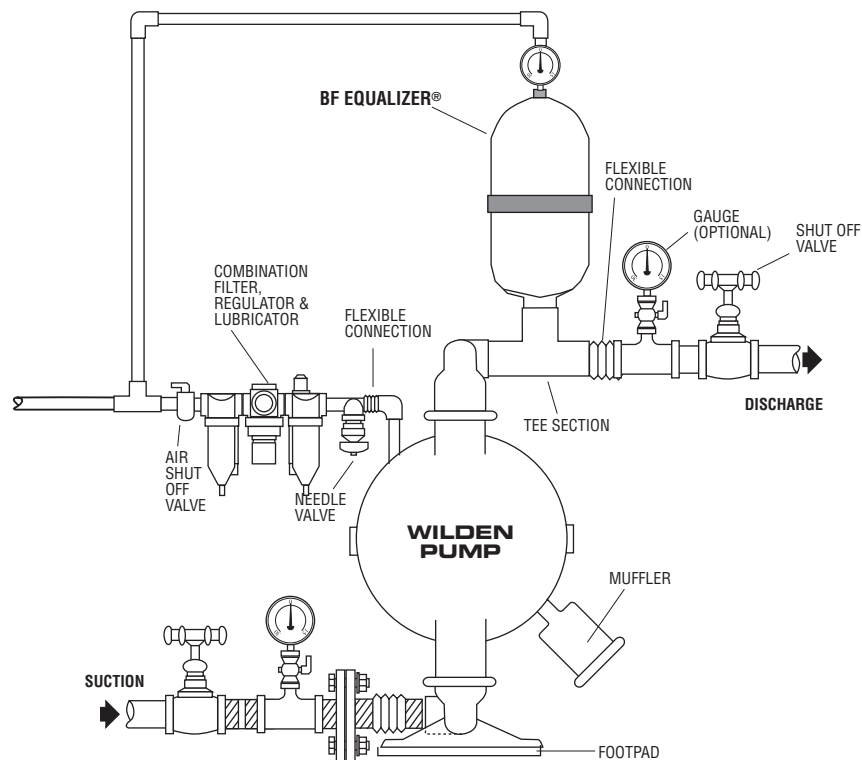 BF EQUALIZER®
FLEXIBLE
CONNECTION
GAUGE
(OPTIONAL)
SHUT OFF
VALVE
COMBINATION
FILTER,
REGULATOR &
LUBRICATOR
FLEXIBLE
CONNECTION
DISCHARGE
TEE SECTION
AIR
SHUT
OFF
VALVE
NEEDLE
VALVE
WILDEN
PUMP
MUFFLER
SUCTION
FOOTPAD